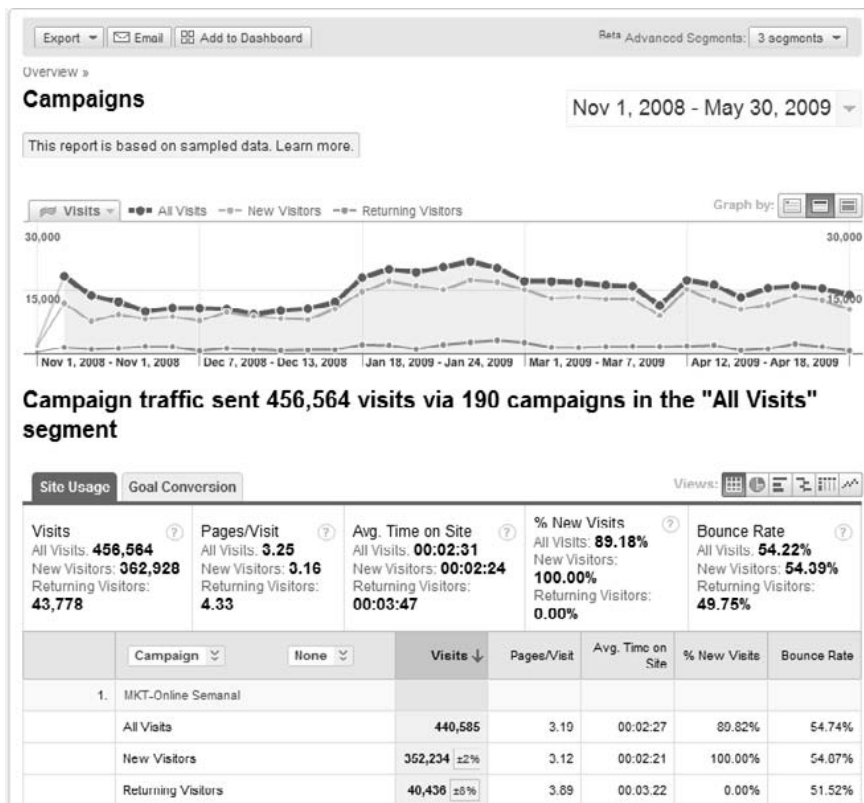 Export Email Add to Dashboard Beta Advanced Segments: 3 segments
Overview »
Campaigns
Nov 1, 2008 - May 30, 2009
This report is based on sampled data. Learn more.
Visits All Visits New Visitors Returning Visitors Graph by:
30,000 30,000
15,000 15,000
Nov 1, 2008 - Nov 1, 2008 Dec 7, 2008 - Dec 13, 2008 Jan 18, 2009 - Jan 24, 2009 Mar 1, 2009 - Mar 7, 2009 Apr 12, 2009 - Apr 18, 2009
Campaign traffic sent 456,564 visits via 190 campaigns in the "All Visits"
segment
Site Usage Goal Conversion Views:
Visits ?
All Visits: 456,564
New Visitors: 362,928
Returning Visitors:
43,778
Pages/Visit ?
All Visits: 3.25
New Visitors: 3.16
Returning Visitors:
4.33
Avg. Time on Site ?
All Visits: 00:02:31
New Visitors: 00:02:24
Returning Visitors:
00:03:47
% New Visits ?
All Visits: 89.18%
New Visitors:
100.00%
Returning Visitors:
0.00%
Bounce Rate ?
All Visits: 54.22%
New Visitors: 54.39%
Returning Visitors:
49.75%
Campaign None Visits Pages/Visit Avg. Time on Site % New Visits Bounce Rate
1. MKT-Online Semanal
All Visits 440,585 3.19 00:02:27 89.82% 54.74%
New Visitors 352,234 ±2% 3.12 00:02:21 100.00% 54.87%
Returning Visitors 40,436 ±6% 3.89 00:03:22 0.00% 51.52%